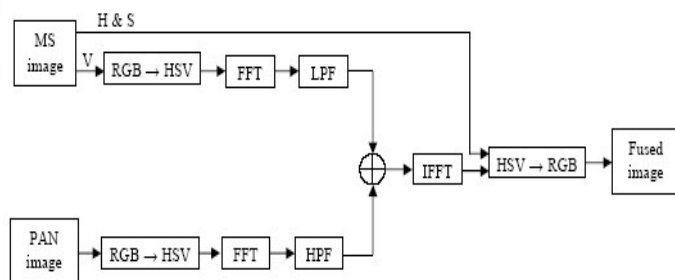 H & S
MS
image
V
RGB → HSV
FFT
LPF
IFFT
HSV → RGB
Fused
image
PAN
image
RGB → HSV
FFT
HPF